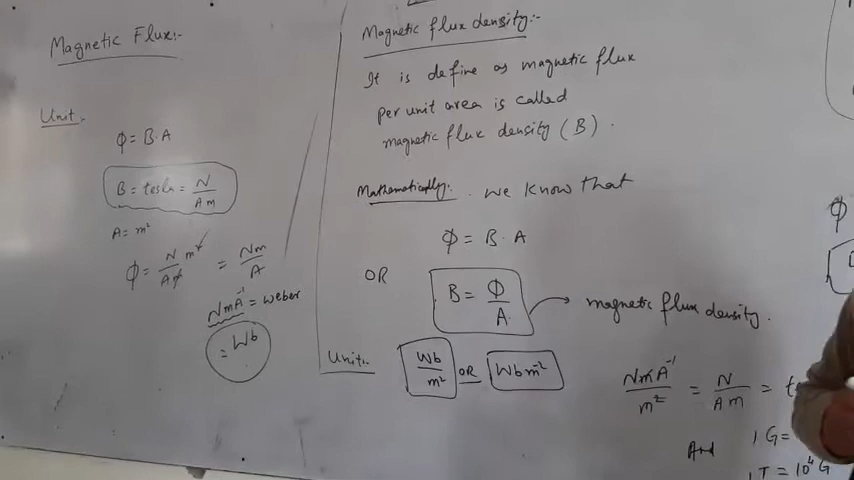 Magnetic Flux:-
Unit.
φ = B·A
B = tesla = N/Am
A = m²
φ = N/Am m² = Nm/A
NmA⁻¹ = weber
= Wb
Magnetic flux density:-
It is define as magnetic flux
per unit area is called
magnetic flux density (B).
Mathematically:. We know that
φ = B·A
OR
B = φ/A → magnetic flux density.
Unit:. Wb/m² OR Wbm⁻²
NmA⁻¹/m² = N/Am =
And 1 G =
1 T = 10⁴ G
φ